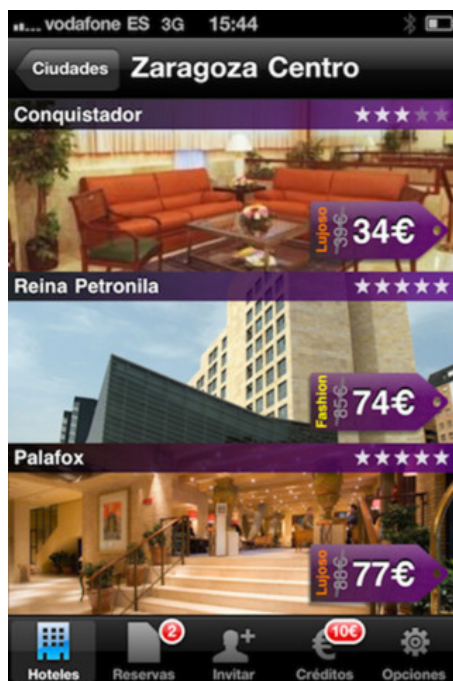 vodafone ES 3G 15:44
Ciudades Zaragoza Centro
Conquistador
Lujoso 39€ 34€
Reina Petronila
Fashion 85€ 74€
Palafox
Lujoso 88€ 77€
2 10€
Hoteles Reservas Invitar Créditos Opciones